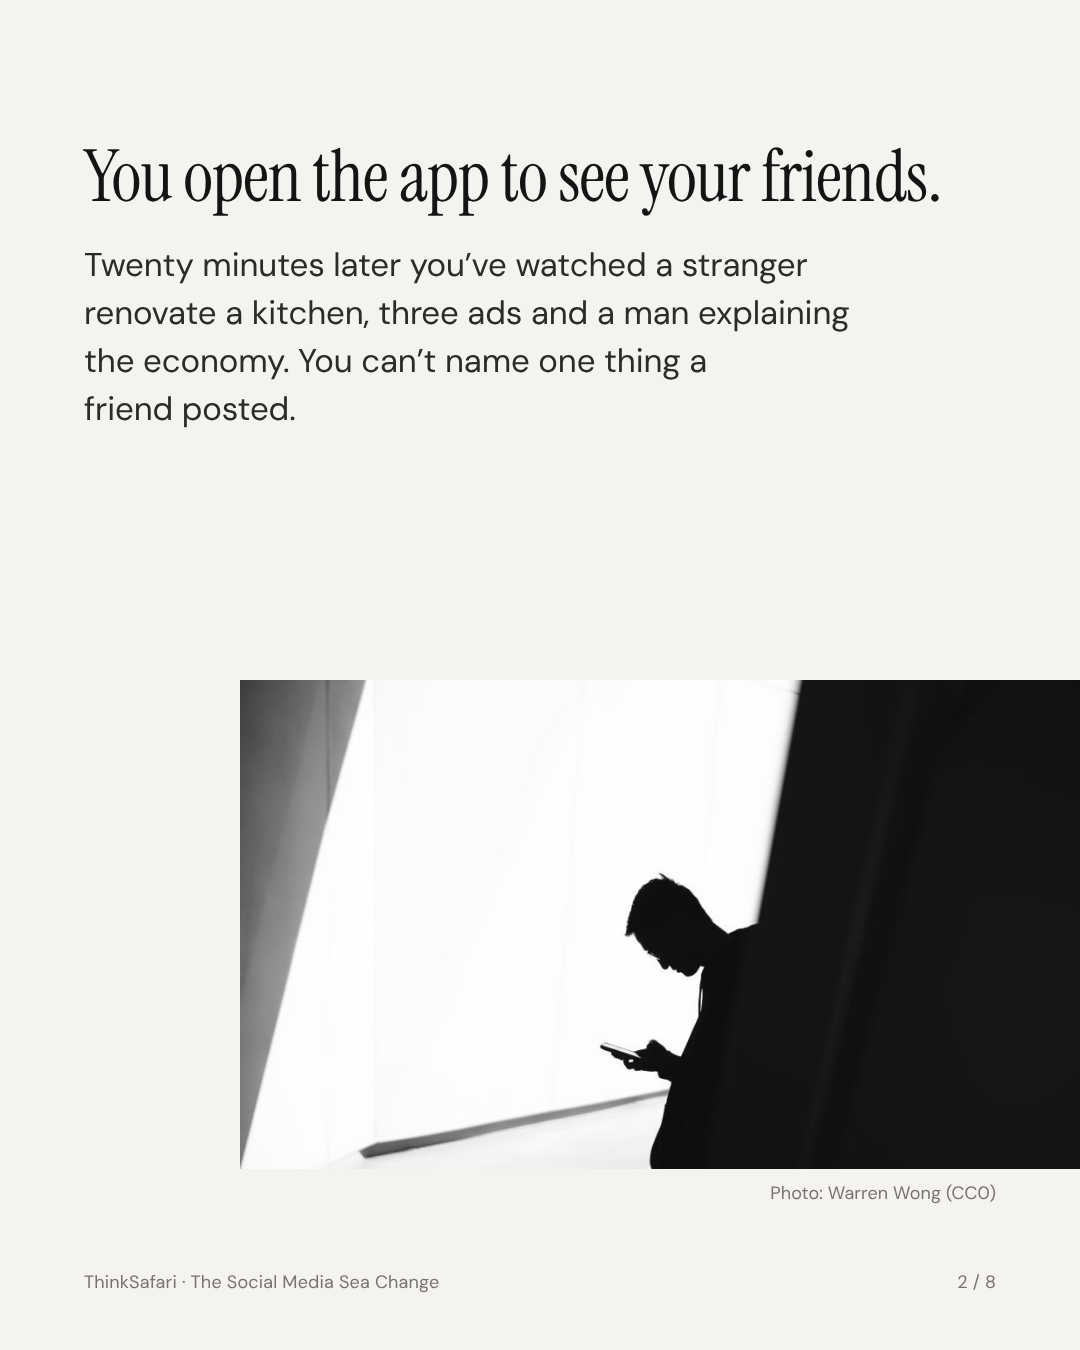 You open the app to see your friends.
Twenty minutes later you’ve watched a stranger
renovate a kitchen, three ads and a man explaining
the economy. You can’t name one thing a
friend posted.
Photo: Warren Wong (CC0)
ThinkSafari · The Social Media Sea Change
2 / 8